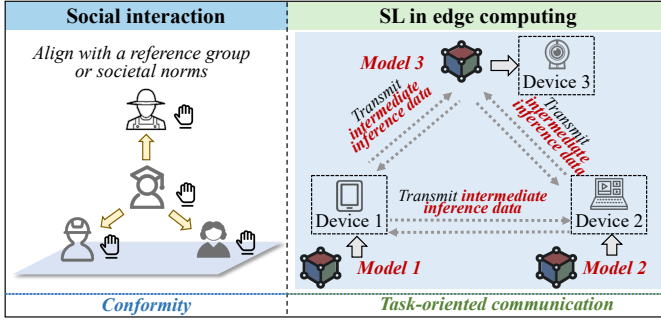 Social interaction
Align with a reference group
or societal norms
Conformity
SL in edge computing
Model 3
Device 3
Transmit
intermediate
inference data
Transmit
intermediate
inference data
Transmit intermediate
inference data
Device 1
Device 2
Model 1
Model 2
Task-oriented communication